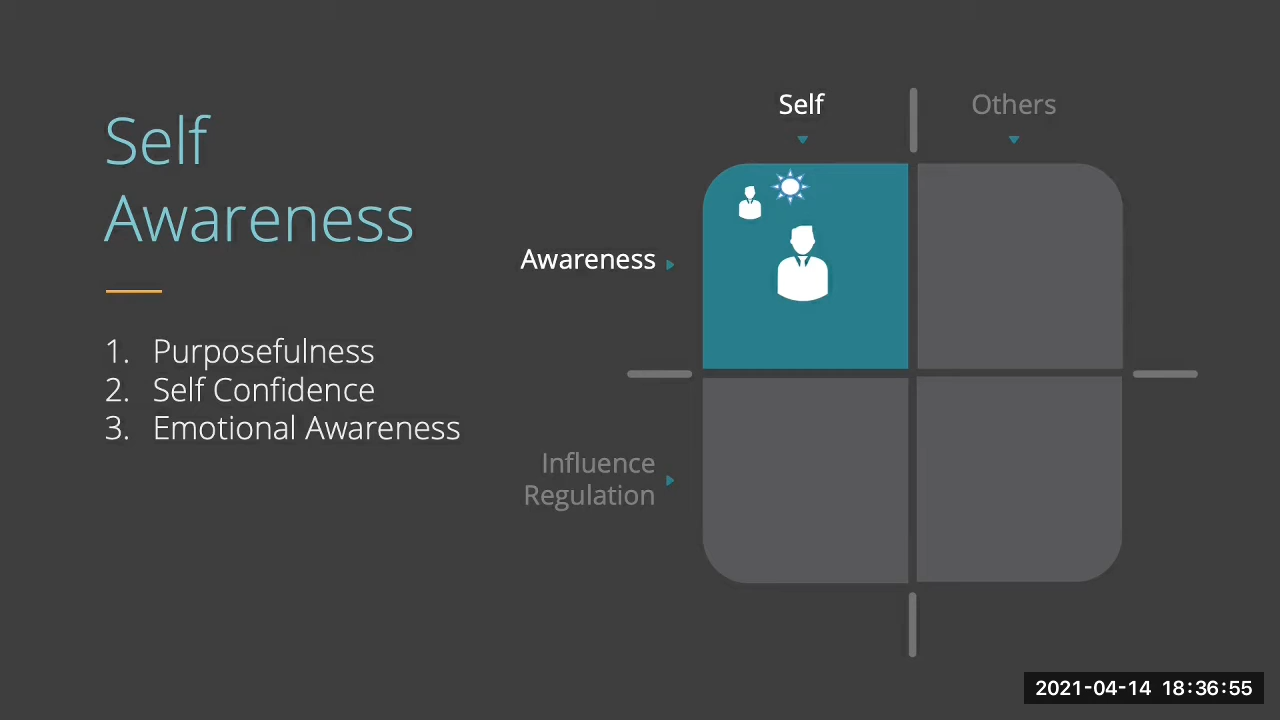 Self
Awareness
1. Purposefulness
2. Self Confidence
3. Emotional Awareness
Self
Others
Awareness
Influence
Regulation
2021-04-14 18:36:55